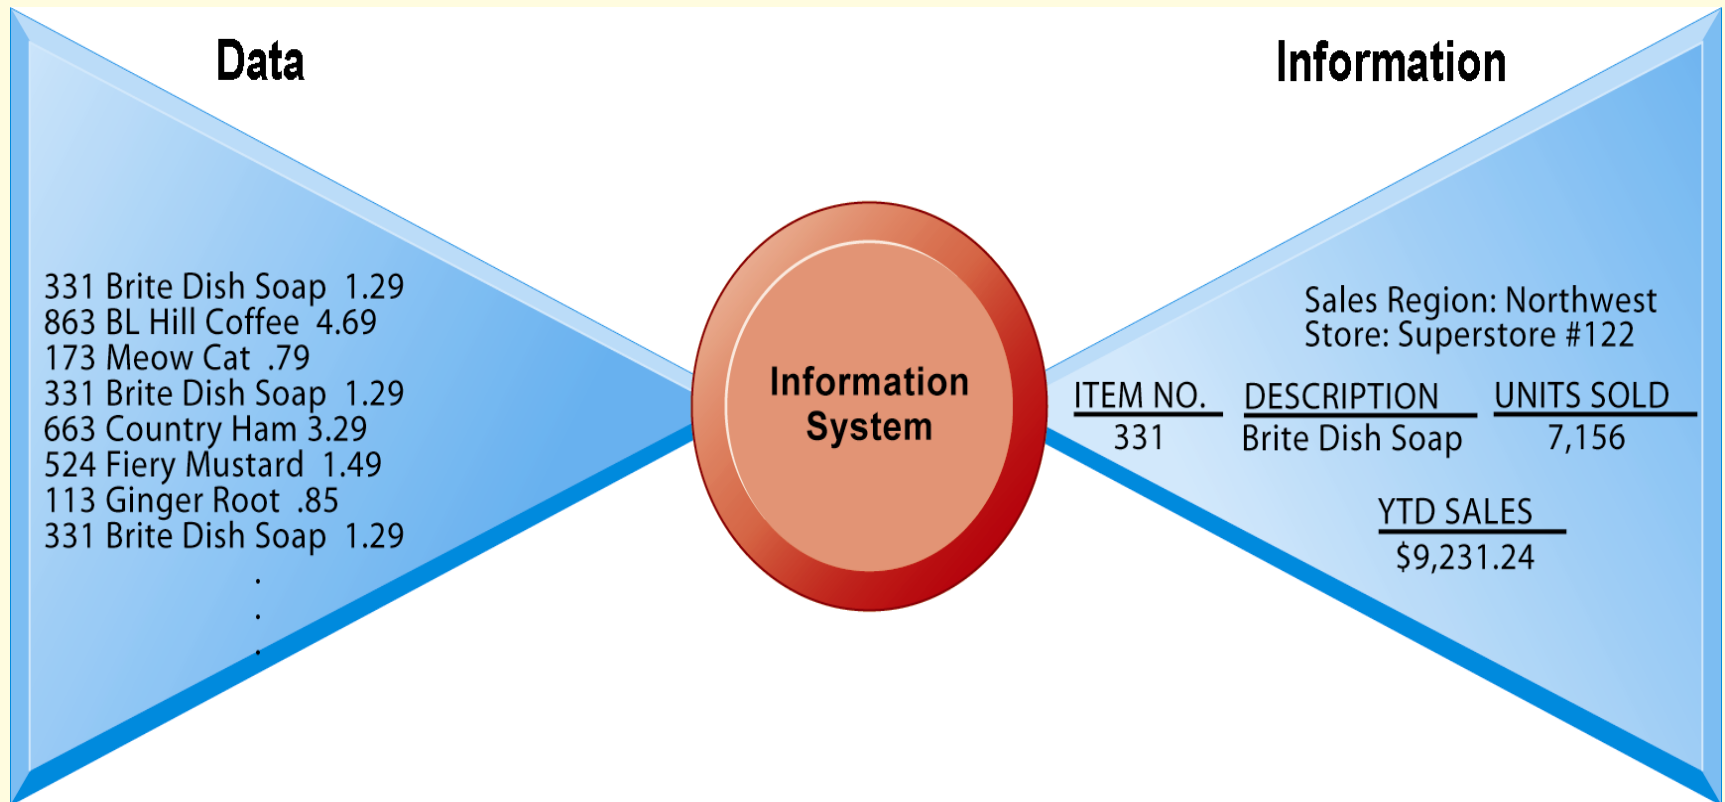 Data
331 Brite Dish Soap 1.29
863 BL Hill Coffee 4.69
173 Meow Cat .79
331 Brite Dish Soap 1.29
663 Country Ham 3.29
524 Fiery Mustard 1.49
113 Ginger Root .85
331 Brite Dish Soap 1.29
.
.
.
Information
System
Information
Sales Region: Northwest
Store: Superstore #122
ITEM NO. DESCRIPTION UNITS SOLD
331 Brite Dish Soap 7,156
YTD SALES
$9,231.24